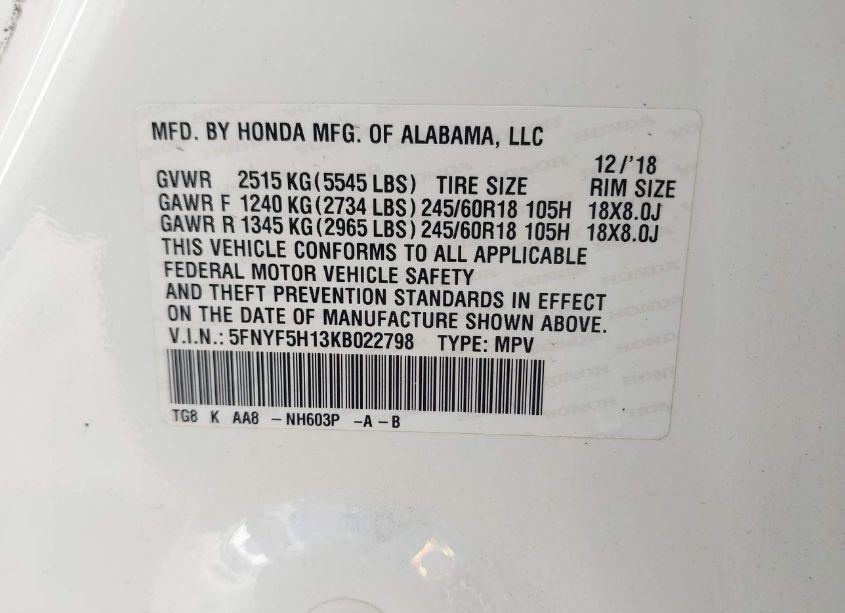 MFD. BY HONDA MFG. OF ALABAMA, LLC
12/'18
GVWR 2515 KG (5545 LBS) TIRE SIZE RIM SIZE
GAWR F 1240 KG (2734 LBS) 245/60R18 105H 18X8.0J
GAWR R 1345 KG (2965 LBS) 245/60R18 105H 18X8.0J
THIS VEHICLE CONFORMS TO ALL APPLICABLE
FEDERAL MOTOR VEHICLE SAFETY
AND THEFT PREVENTION STANDARDS IN EFFECT
ON THE DATE OF MANUFACTURE SHOWN ABOVE.
V.I.N.: 5FNYF5H13KB022798 TYPE: MPV
TG8 K AA8 -NH603P -A-B